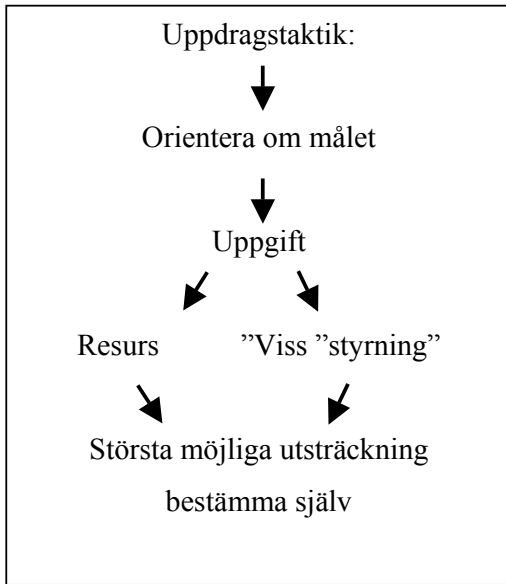 Uppdragstaktik:
Orientera om målet
Uppgift
Resurs ”Viss ”styrning”
Största möjliga utsträckning
bestämma själv